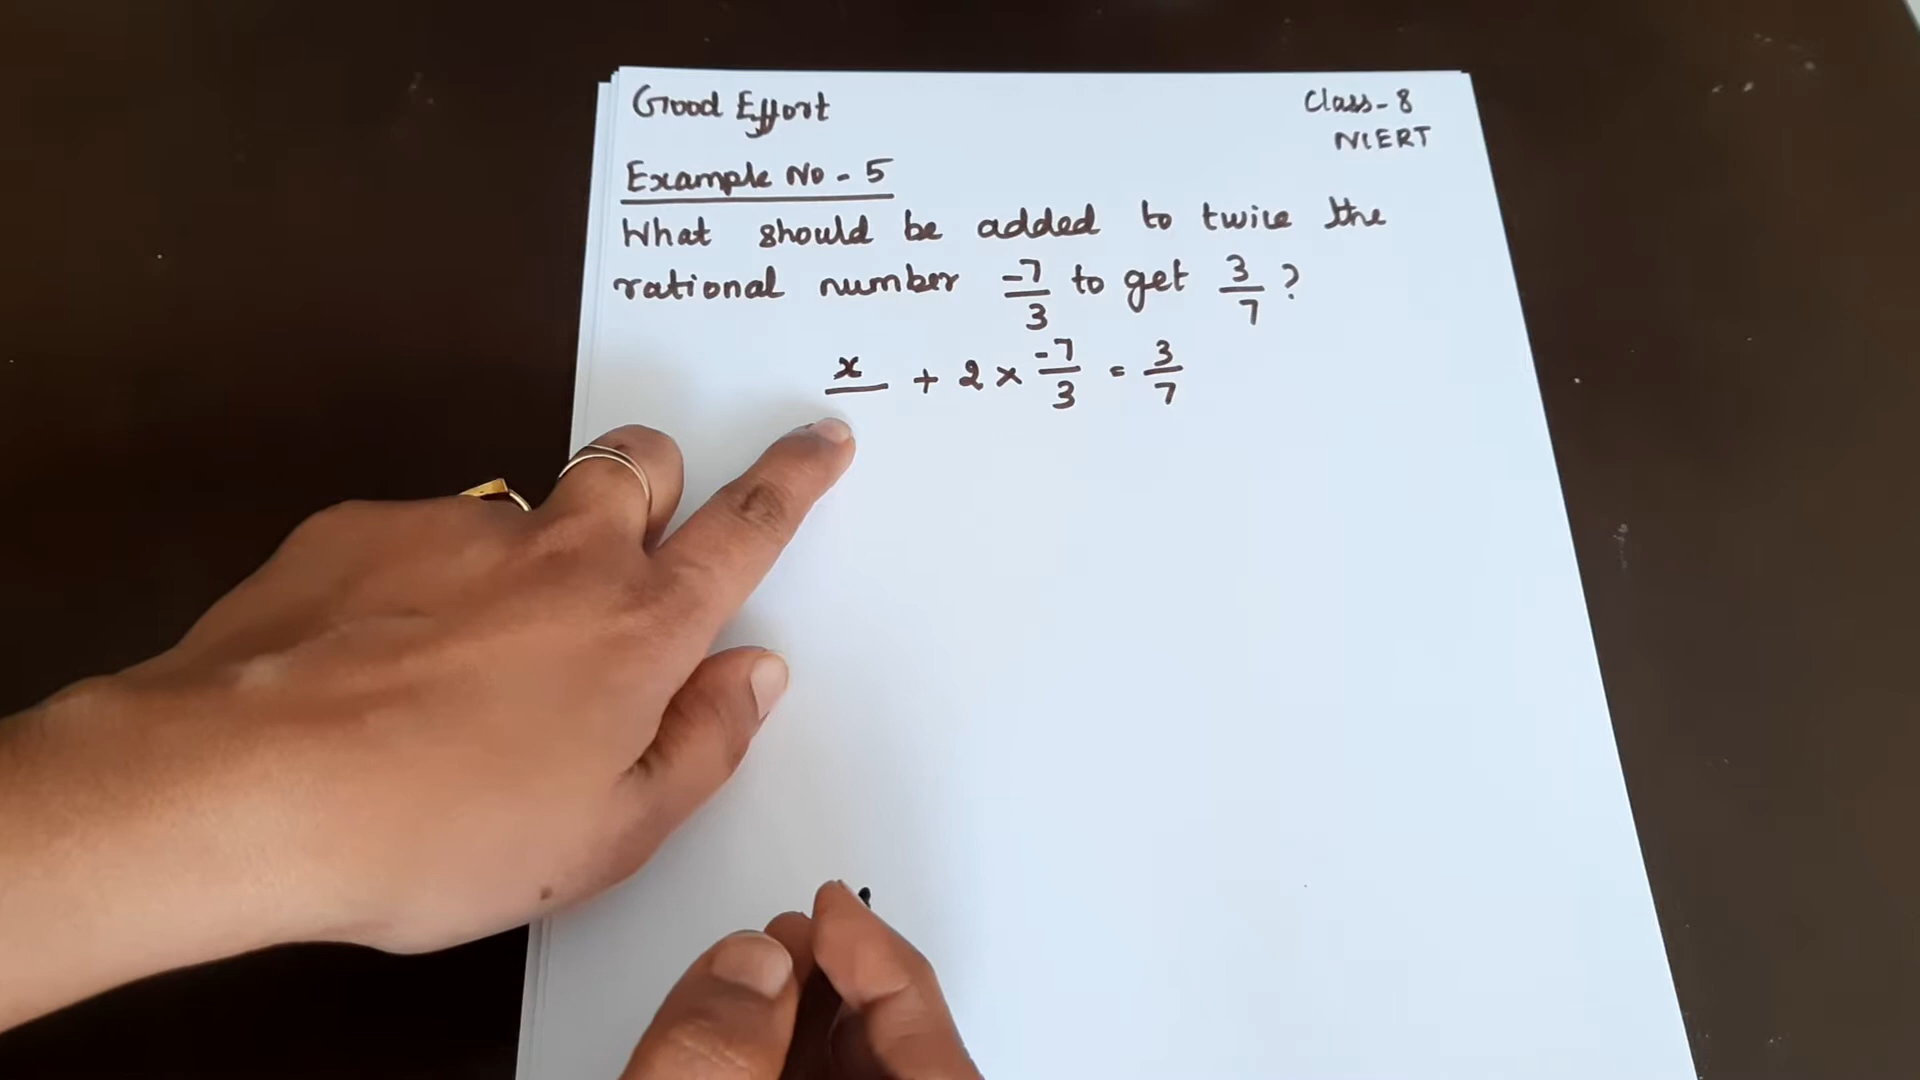 Good Effort
Class-8
NCERT
Example No - 5
What should be added to twice the
rational number -7/3 to get 3/7?
x + 2 × -7/3 = 3/7